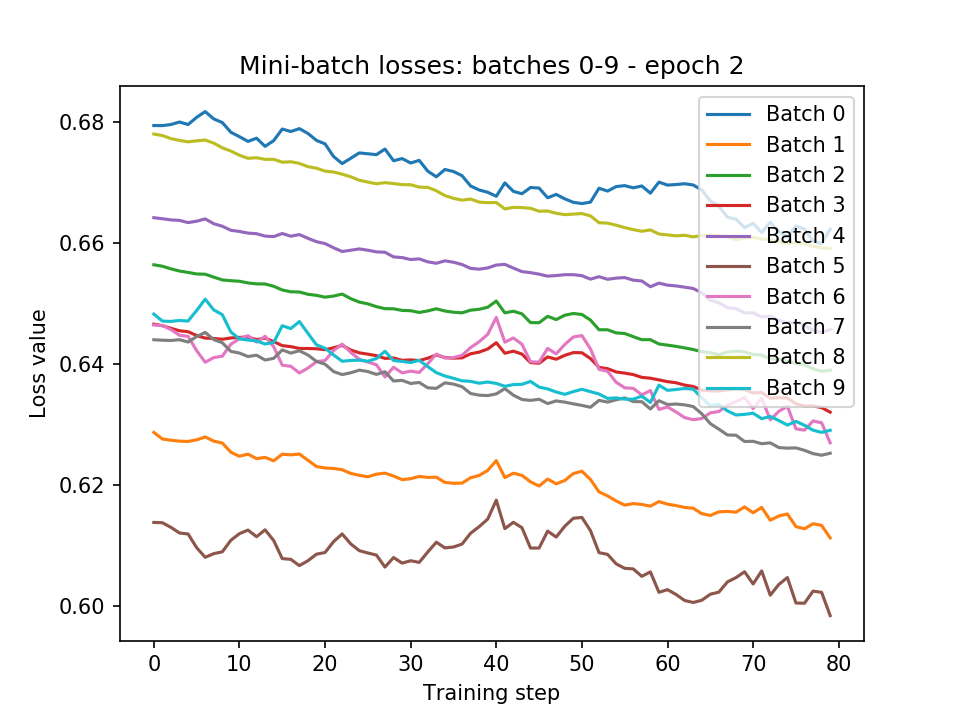 Mini-batch losses: batches 0-9 - epoch 2
Loss value
0.68
0.66
0.64
0.62
0.60
Batch 0
Batch 1
Batch 2
Batch 3
Batch 4
Batch 5
Batch 6
Batch 7
Batch 8
Batch 9
0 10 20 30 40 50 60 70 80
Training step